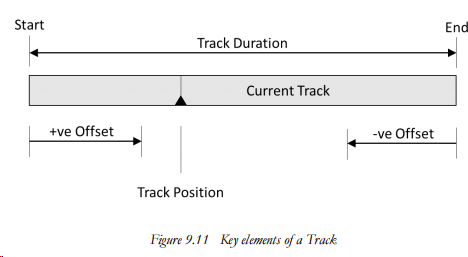 Start
End
Track Duration
Current Track
+ve Offset
-ve Offset
Track Position
Figure 9.11 Key elements of a Track